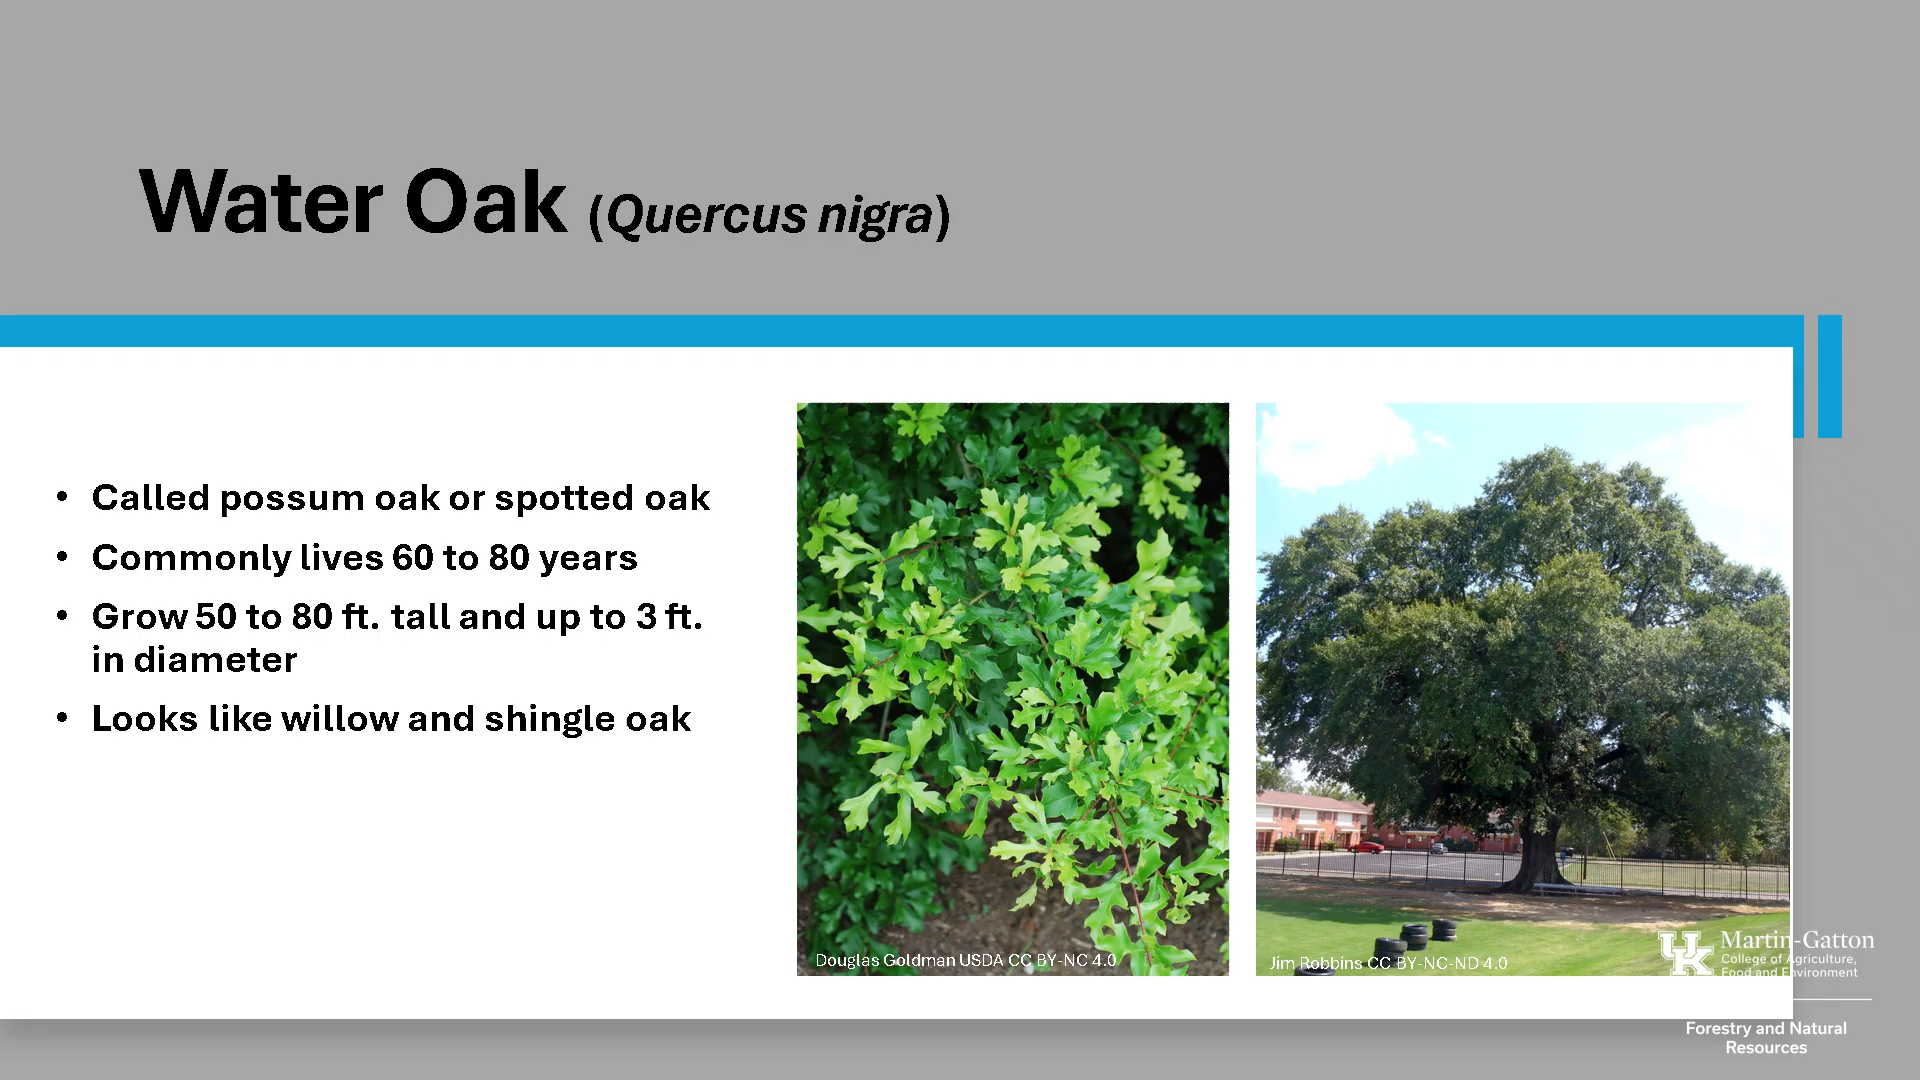 Water Oak (Quercus nigra)
• Called possum oak or spotted oak
• Commonly lives 60 to 80 years
• Grow 50 to 80 ft. tall and up to 3 ft.
in diameter
• Looks like willow and shingle oak
Douglas Goldman USDA CC BY-NC 4.0
Jim Robbins CC BY-NC-ND 4.0
UK
Martin-Gatton
College of Agriculture,
Food and Environment
Forestry and Natural
Resources